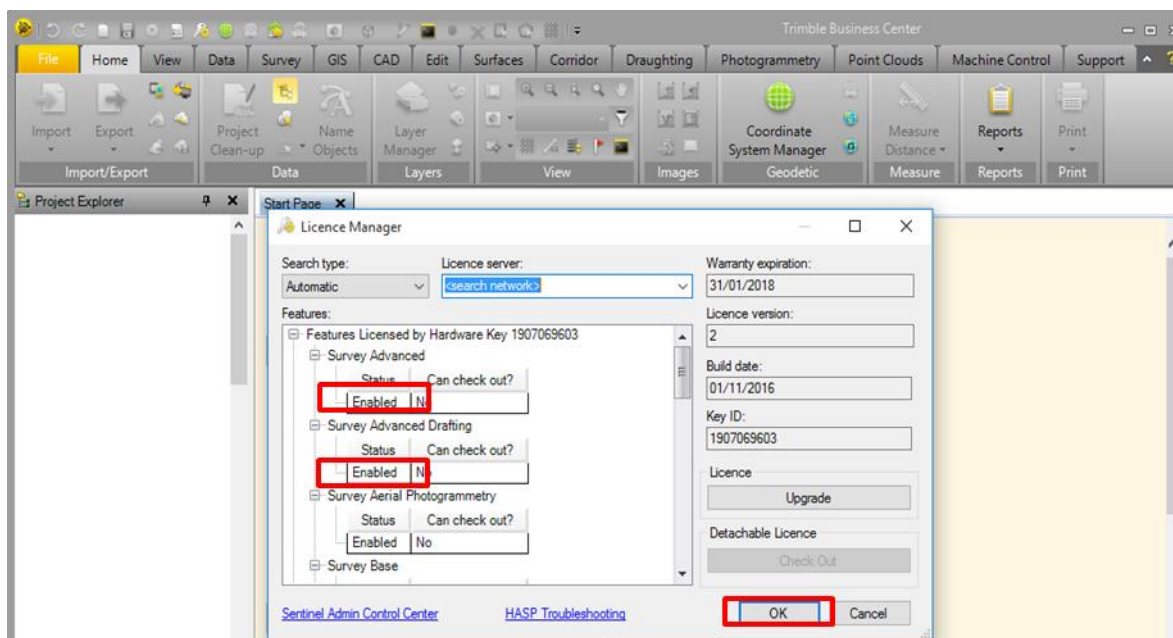 Trimble Business Center
File Home View Data Survey GIS CAD Edit Surfaces Corridor Draughting Photogrammetry Point Clouds Machine Control Support
Import Export Project Clean-up Name Objects Layer Manager Coordinate System Manager Measure Distance Reports Print
Import/Export Data Layers View Images Geodetic Measure Reports Print
Project Explorer
Start Page
Licence Manager
Search type: Licence server: Warranty expiration:
Automatic <search network> 31/01/2018
Features: Licence version:
Features Licensed by Hardware Key 1907069603 2
Survey Advanced
Status Can check out? Build date:
Enabled No 01/11/2016
Survey Advanced Drafting Key ID:
Status Can check out? 1907069603
Enabled No Licence
Survey Aerial Photogrammetry Upgrade
Status Can check out? Detachable Licence
Enabled No
Survey Base Check Out
Sentinel Admin Control Center HASP Troubleshooting OK Cancel